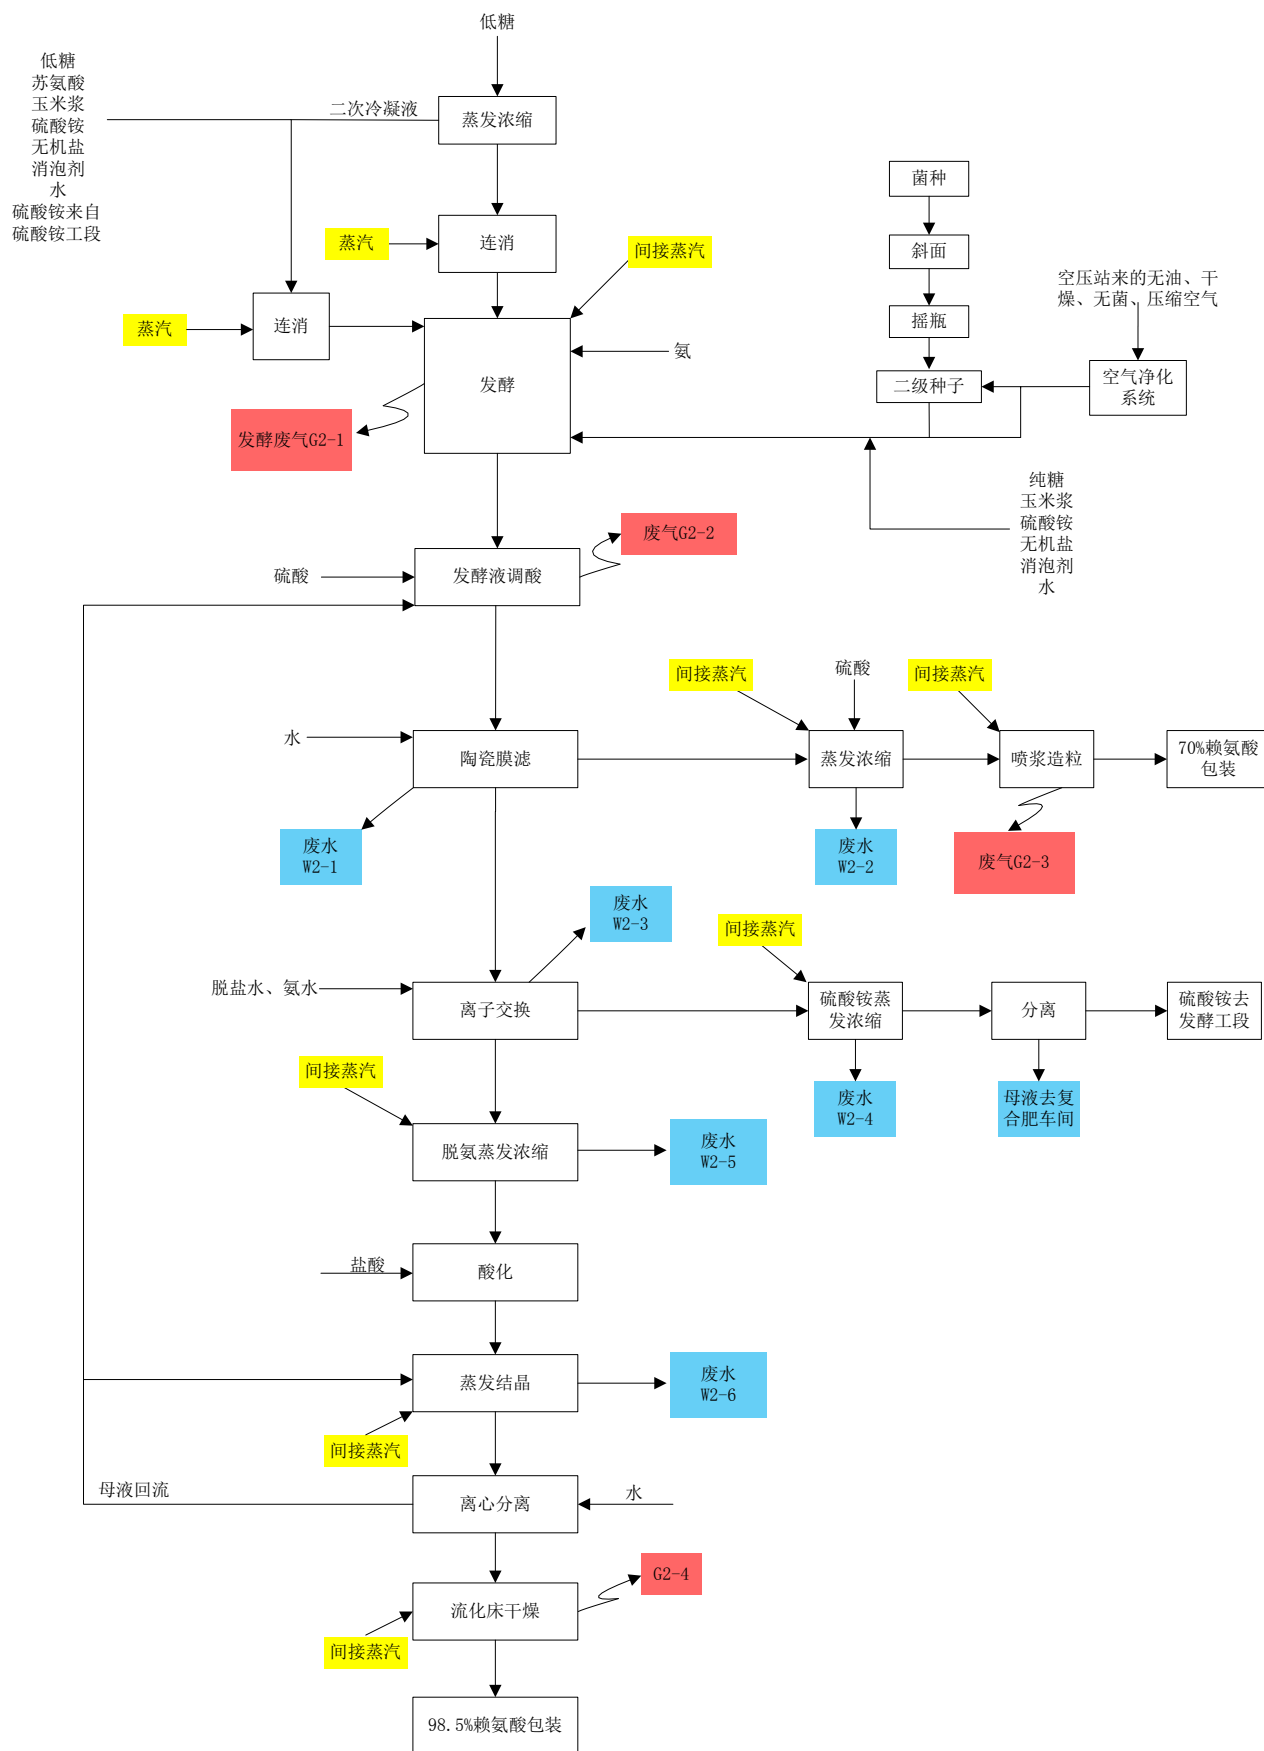 低糖
低糖
苏氨酸
玉米浆
硫酸铵
无机盐
消泡剂
水
硫酸铵来自
硫酸铵工段
二次冷凝液
蒸发浓缩
菌种
蒸汽
连消
间接蒸汽
斜面
空压站来的无油、干
燥、无菌、压缩空气
蒸汽
连消
摇瓶
氨
发酵
二级种子
空气净化
系统
发酵废气G2-1
纯糖
玉米浆
硫酸铵
无机盐
消泡剂
水
废气G2-2
硫酸
发酵液调酸
间接蒸汽
硫酸
间接蒸汽
水
陶瓷膜滤
蒸发浓缩
喷浆造粒
70%赖氨酸
包装
废水
W2-1
废水
W2-2
废气G2-3
废水
W2-3
间接蒸汽
脱盐水、氨水
离子交换
硫酸铵蒸
发浓缩
分离
硫酸铵去
发酵工段
间接蒸汽
废水
W2-4
母液去复
合肥车间
脱氨蒸发浓缩
废水
W2-5
盐酸
酸化
蒸发结晶
废水
W2-6
间接蒸汽
母液回流
离心分离
水
G2-4
流化床干燥
间接蒸汽
98.5%赖氨酸包装